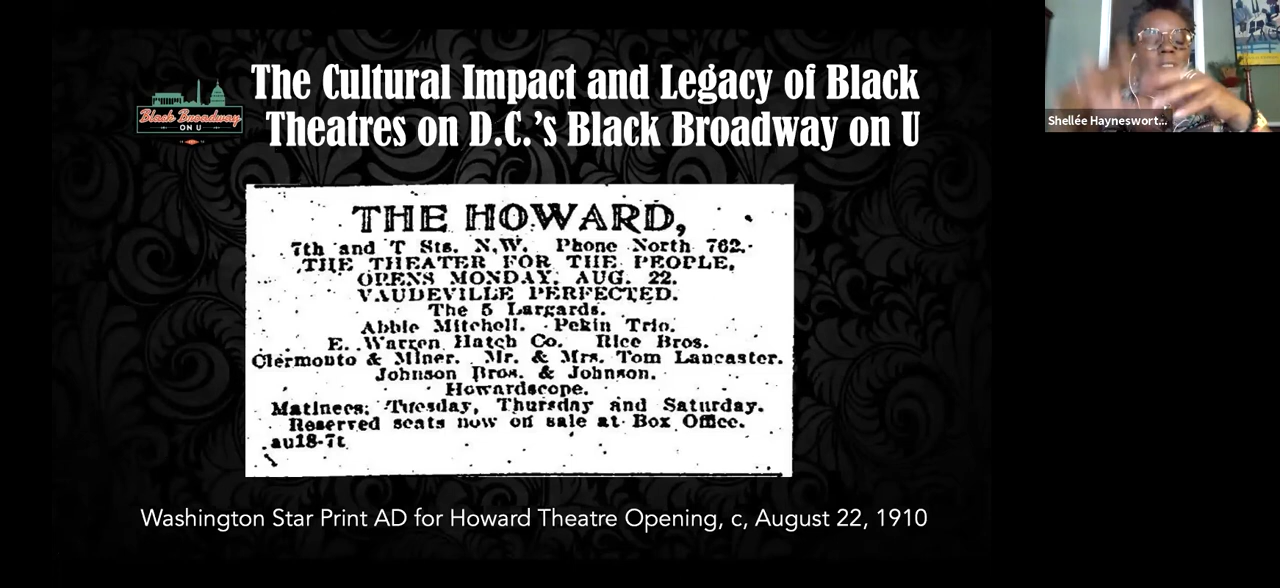 The Cultural Impact and Legacy of Black
Theatres on D.C.'s Black Broadway on U
Black Broadway
ON U
THE HOWARD,
7th and T Sts. N.W. Phone North 762.
THE THEATER FOR THE PEOPLE,
OPENS MONDAY, AUG. 22.
VAUDEVILLE PERFECTED.
The 5 Largards.
Abbie Mitchell. Pekin Trio.
E. Warren Hatch Co. Rice Bros.
Clermonto & Miner. Mr. & Mrs. Tom Lancaster.
Johnson Bros. & Johnson.
Howardscope.
Matinees: Tuesday, Thursday and Saturday.
Reserved seats now on sale at Box Office.
au18-7t
Washington Star Print AD for Howard Theatre Opening, c, August 22, 1910
Shellée Hayneswort...